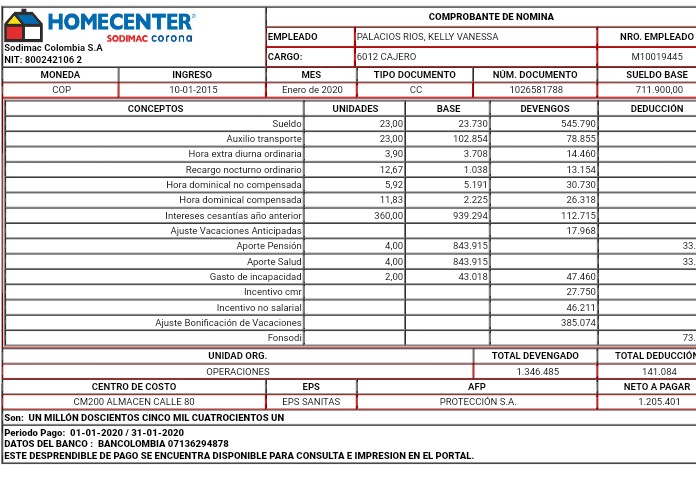 HOMECENTER®
SODIMAC corona
Sodimac Colombia S.A
NIT: 800242106 2
COMPROBANTE DE NOMINA
EMPLEADO PALACIOS RIOS, KELLY VANESSA NRO. EMPLEADO
CARGO: 6012 CAJERO M10019445
MONEDA INGRESO MES TIPO DOCUMENTO NÚM. DOCUMENTO SUELDO BASE
COP 10-01-2015 Enero de 2020 CC 1026581788 711.900,00
CONCEPTOS UNIDADES BASE DEVENGOS DEDUCCIÓN
Sueldo 23,00 23.730 545.790
Auxilio transporte 23,00 102.854 78.855
Hora extra diurna ordinaria 3,90 3.708 14.460
Recargo nocturno ordinario 12,67 1.038 13.154
Hora dominical no compensada 5,92 5.191 30.730
Hora dominical compensada 11,83 2.225 26.318
Intereses cesantías año anterior 360,00 939.294 112.715
Ajuste Vacaciones Anticipadas 17.968
Aporte Pensión 4,00 843.915 33.
Aporte Salud 4,00 843.915 33.
Gasto de incapacidad 2,00 43.018 47.460
Incentivo cmr 27.750
Incentivo no salarial 46.211
Ajuste Bonificación de Vacaciones 385.074
Fonsodi 73.
UNIDAD ORG. TOTAL DEVENGADO TOTAL DEDUCCIÓN
OPERACIONES 1.346.485 141.084
CENTRO DE COSTO EPS AFP NETO A PAGAR
CM200 ALMACEN CALLE 80 EPS SANITAS PROTECCIÓN S.A. 1.205.401
Son: UN MILLÓN DOSCIENTOS CINCO MIL CUATROCIENTOS UN
Periodo Pago: 01-01-2020 / 31-01-2020
DATOS DEL BANCO : BANCOLOMBIA 07136294878
ESTE DESPRENDIBLE DE PAGO SE ENCUENTRA DISPONIBLE PARA CONSULTA E IMPRESION EN EL PORTAL.